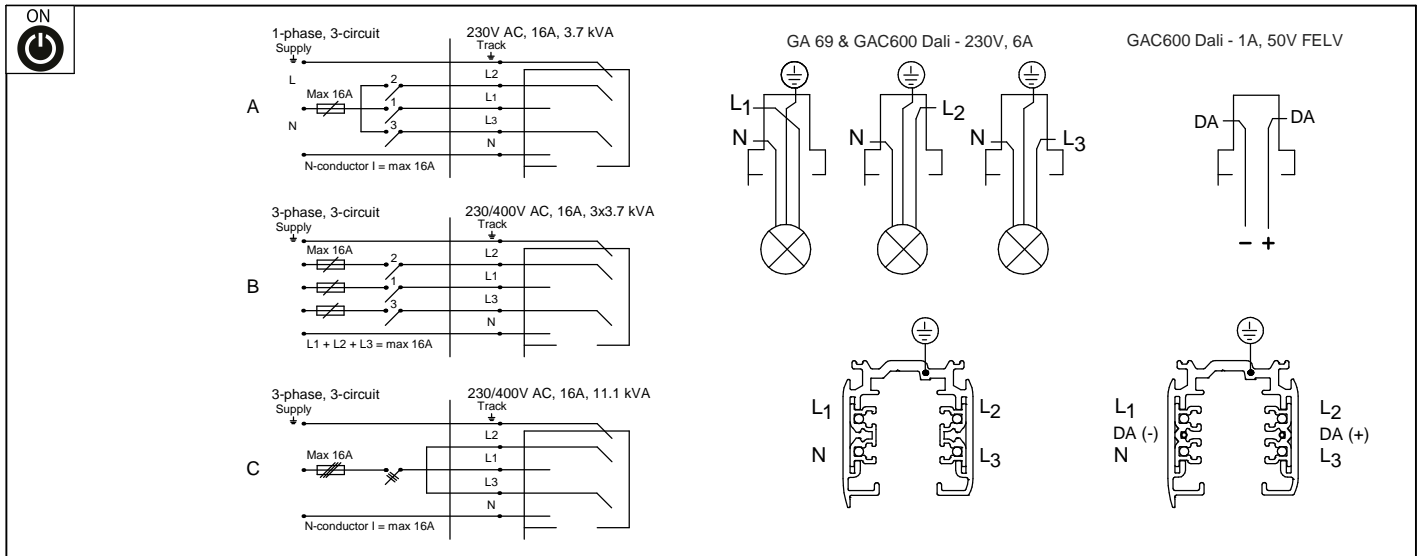 ON
1-phase, 3-circuit
230V AC, 16A, 3.7 kVA
Supply
Track
L
Max 16A
N
A
2
1
3
L2
L1
L3
N
N-conductor I = max 16A
3-phase, 3-circuit
230/400V AC, 16A, 3x3.7 kVA
Supply
Track
Max 16A
B
2
1
3
L2
L1
L3
N
L1 + L2 + L3 = max 16A
3-phase, 3-circuit
230/400V AC, 16A, 11.1 kVA
Supply
Track
Max 16A
C
L2
L1
L3
N
N-conductor I = max 16A
GA 69 & GAC600 Dali - 230V, 6A
L1
N
N
L2
N
L3
GAC600 Dali - 1A, 50V FELV
DA
DA
- +
L1
N
L2
L3
L1
DA (-)
N
L2
DA (+)
L3